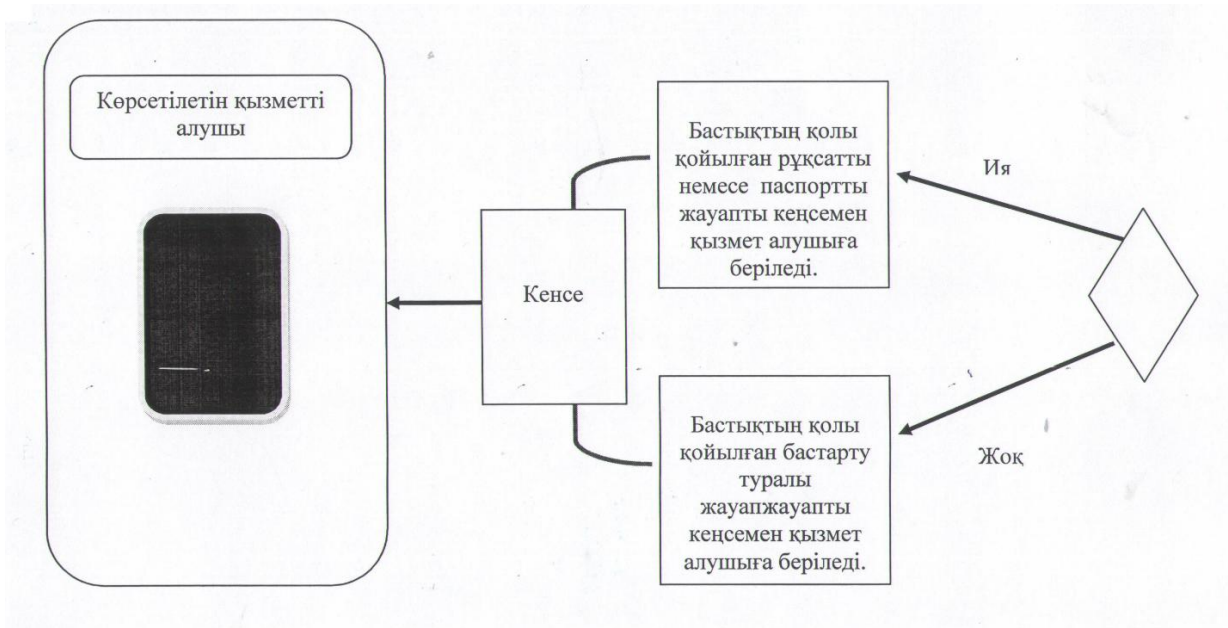 Көрсетілетін қызметті
алушы
Бастықтың қолы
қойылған рұқсатты
немесе паспортты
жауапты кеңсемен
қызмет алушыға
беріледі.
Ия
Кенсе
Бастықтың қолы
қойылған бастарту
туралы
жауапжауапты
кеңсемен қызмет
алушыға беріледі.
Жоқ